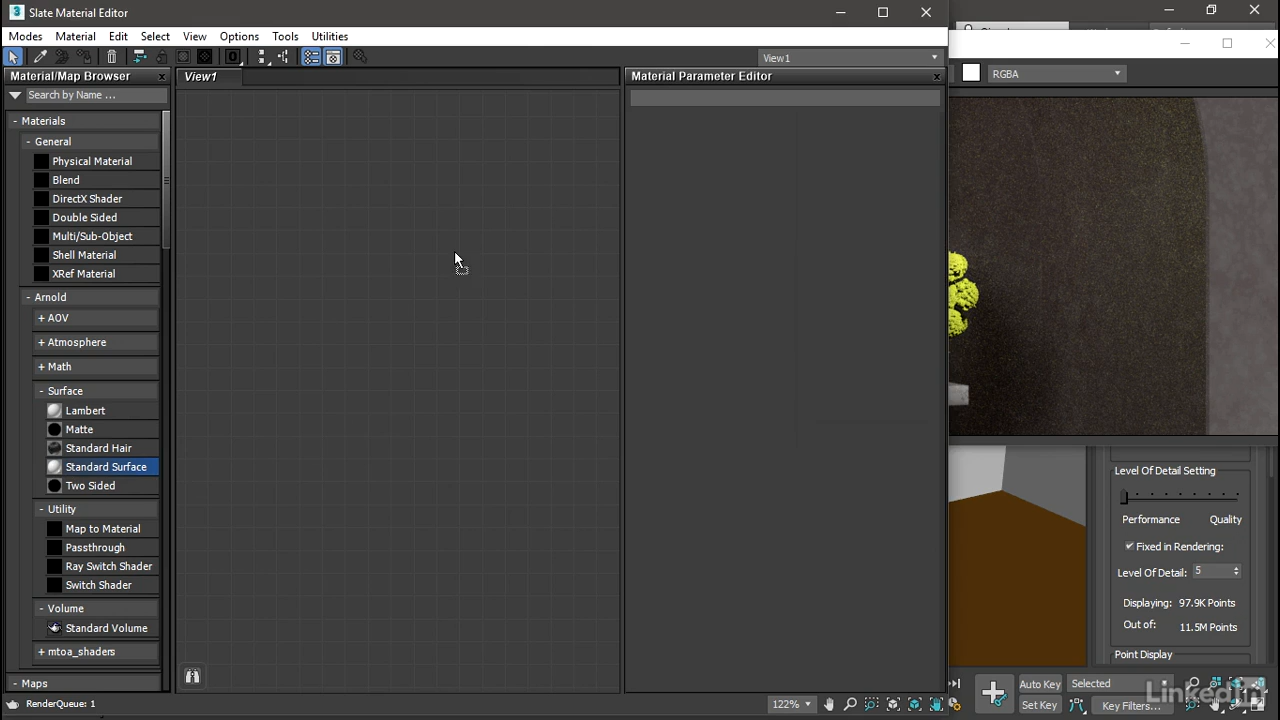 Slate Material Editor
Modes Material Edit Select View Options Tools Utilities
View1
Material/Map Browser
View1
Material Parameter Editor
RGBA
Search by Name ...
- Materials
- General
Physical Material
Blend
DirectX Shader
Double Sided
Multi/Sub-Object
Shell Material
XRef Material
- Arnold
+ AOV
+ Atmosphere
+ Math
- Surface
Lambert
Matte
Standard Hair
Standard Surface
Two Sided
- Utility
Map to Material
Passthrough
Ray Switch Shader
Switch Shader
- Volume
Standard Volume
+ mtoa_shaders
- Maps
RenderQueue: 1
122%
Level Of Detail Setting
Performance Quality
Fixed in Rendering:
Level Of Detail: 5
Displaying: 97.9K Points
Out of: 11.5M Points
Point Display
Auto Key Selected
Set Key Key Filters...
LinkedIn